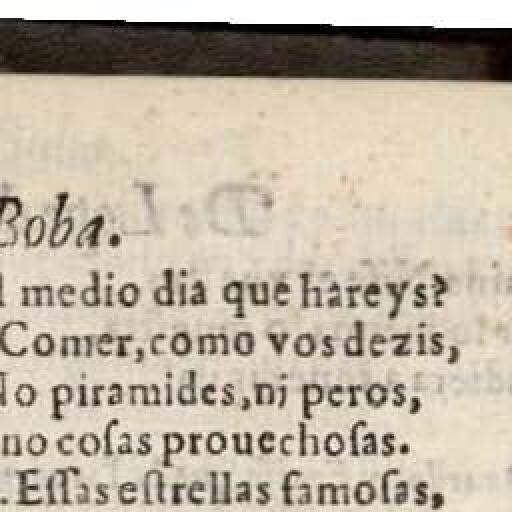 Boba.
l medio dia que hareys?
Comer, como vos dezis,
No piramides, ni peros,
no coſas prouechoſas.
. Eſſas eſtrellas famoſas,